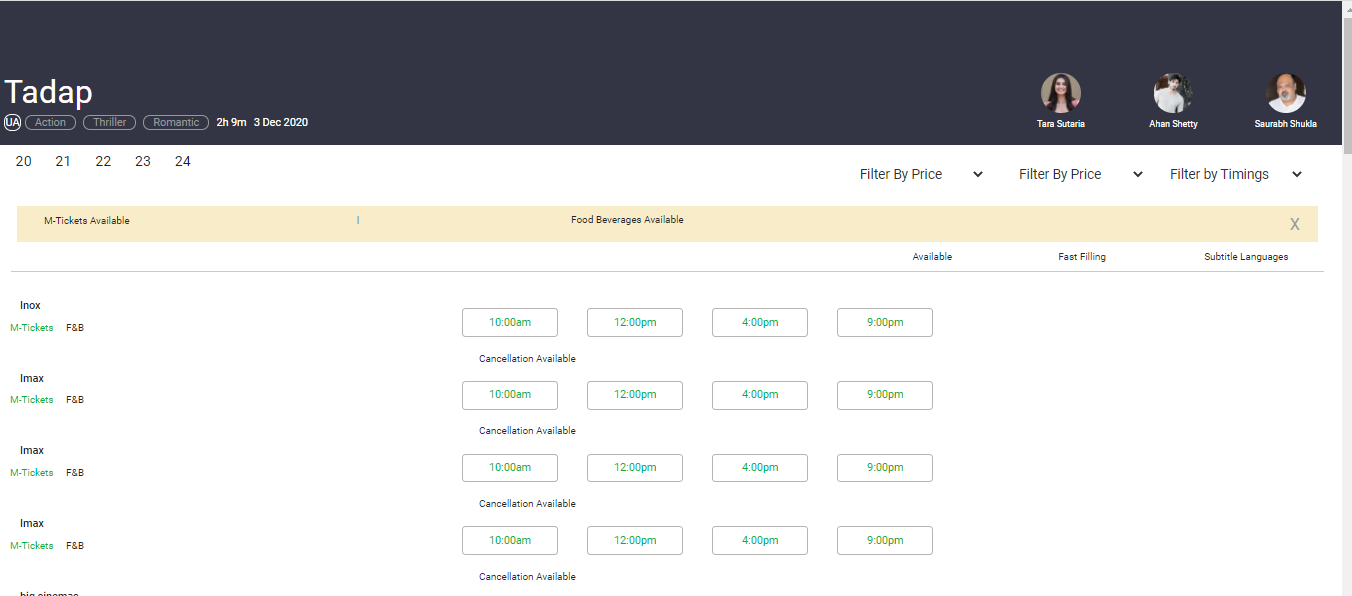 Tadap
UA Action Thriller Romantic 2h 9m 3 Dec 2020
Tara Sutaria Ahan Shetty Saurabh Shukla
20 21 22 23 24
Filter By Price Filter By Price Filter by Timings
M-Tickets Available | Food Beverages Available X
Available Fast Filling Subtitle Languages
Inox
M-Tickets F&B
10:00am 12:00pm 4:00pm 9:00pm
Cancellation Available
Imax
M-Tickets F&B
10:00am 12:00pm 4:00pm 9:00pm
Cancellation Available
Imax
M-Tickets F&B
10:00am 12:00pm 4:00pm 9:00pm
Cancellation Available
Imax
M-Tickets F&B
10:00am 12:00pm 4:00pm 9:00pm
Cancellation Available
big cinemas